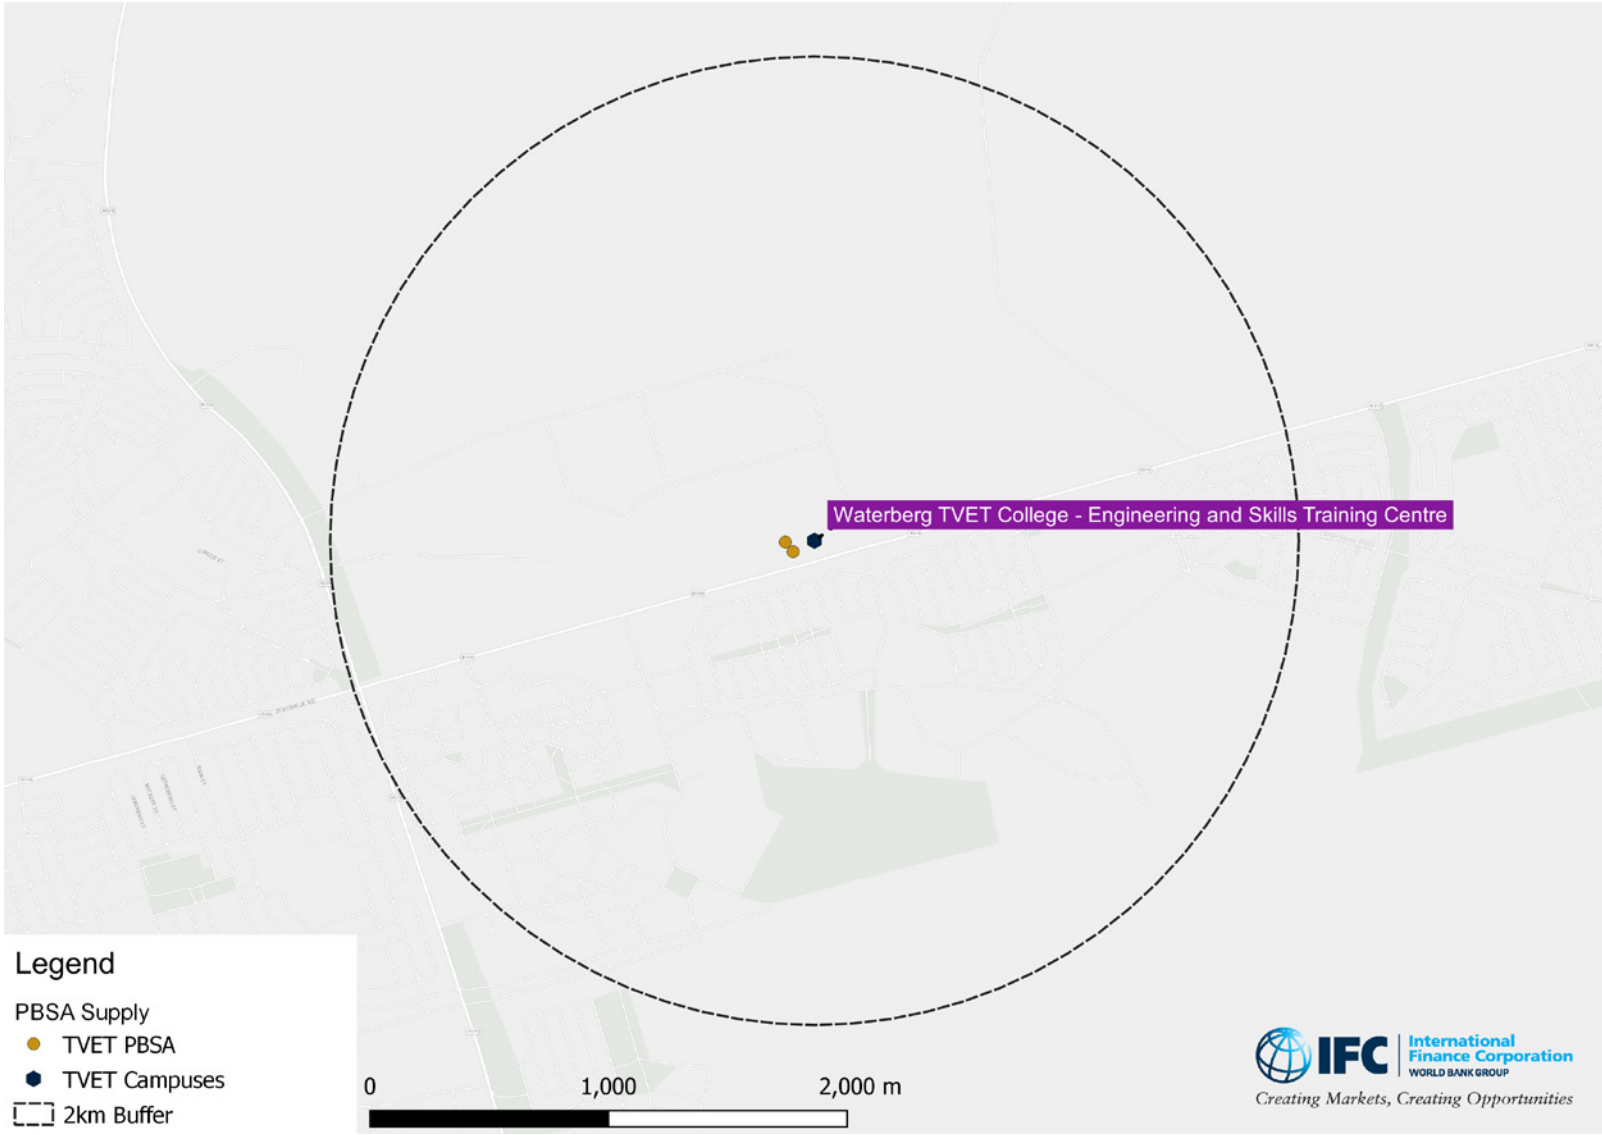 Waterberg TVET College - Engineering and Skills Training Centre
Legend
PBSA Supply
TVET PBSA
TVET Campuses
2km Buffer
0 1,000 2,000 m
IFC
International
Finance Corporation
WORLD BANK GROUP
Creating Markets, Creating Opportunities